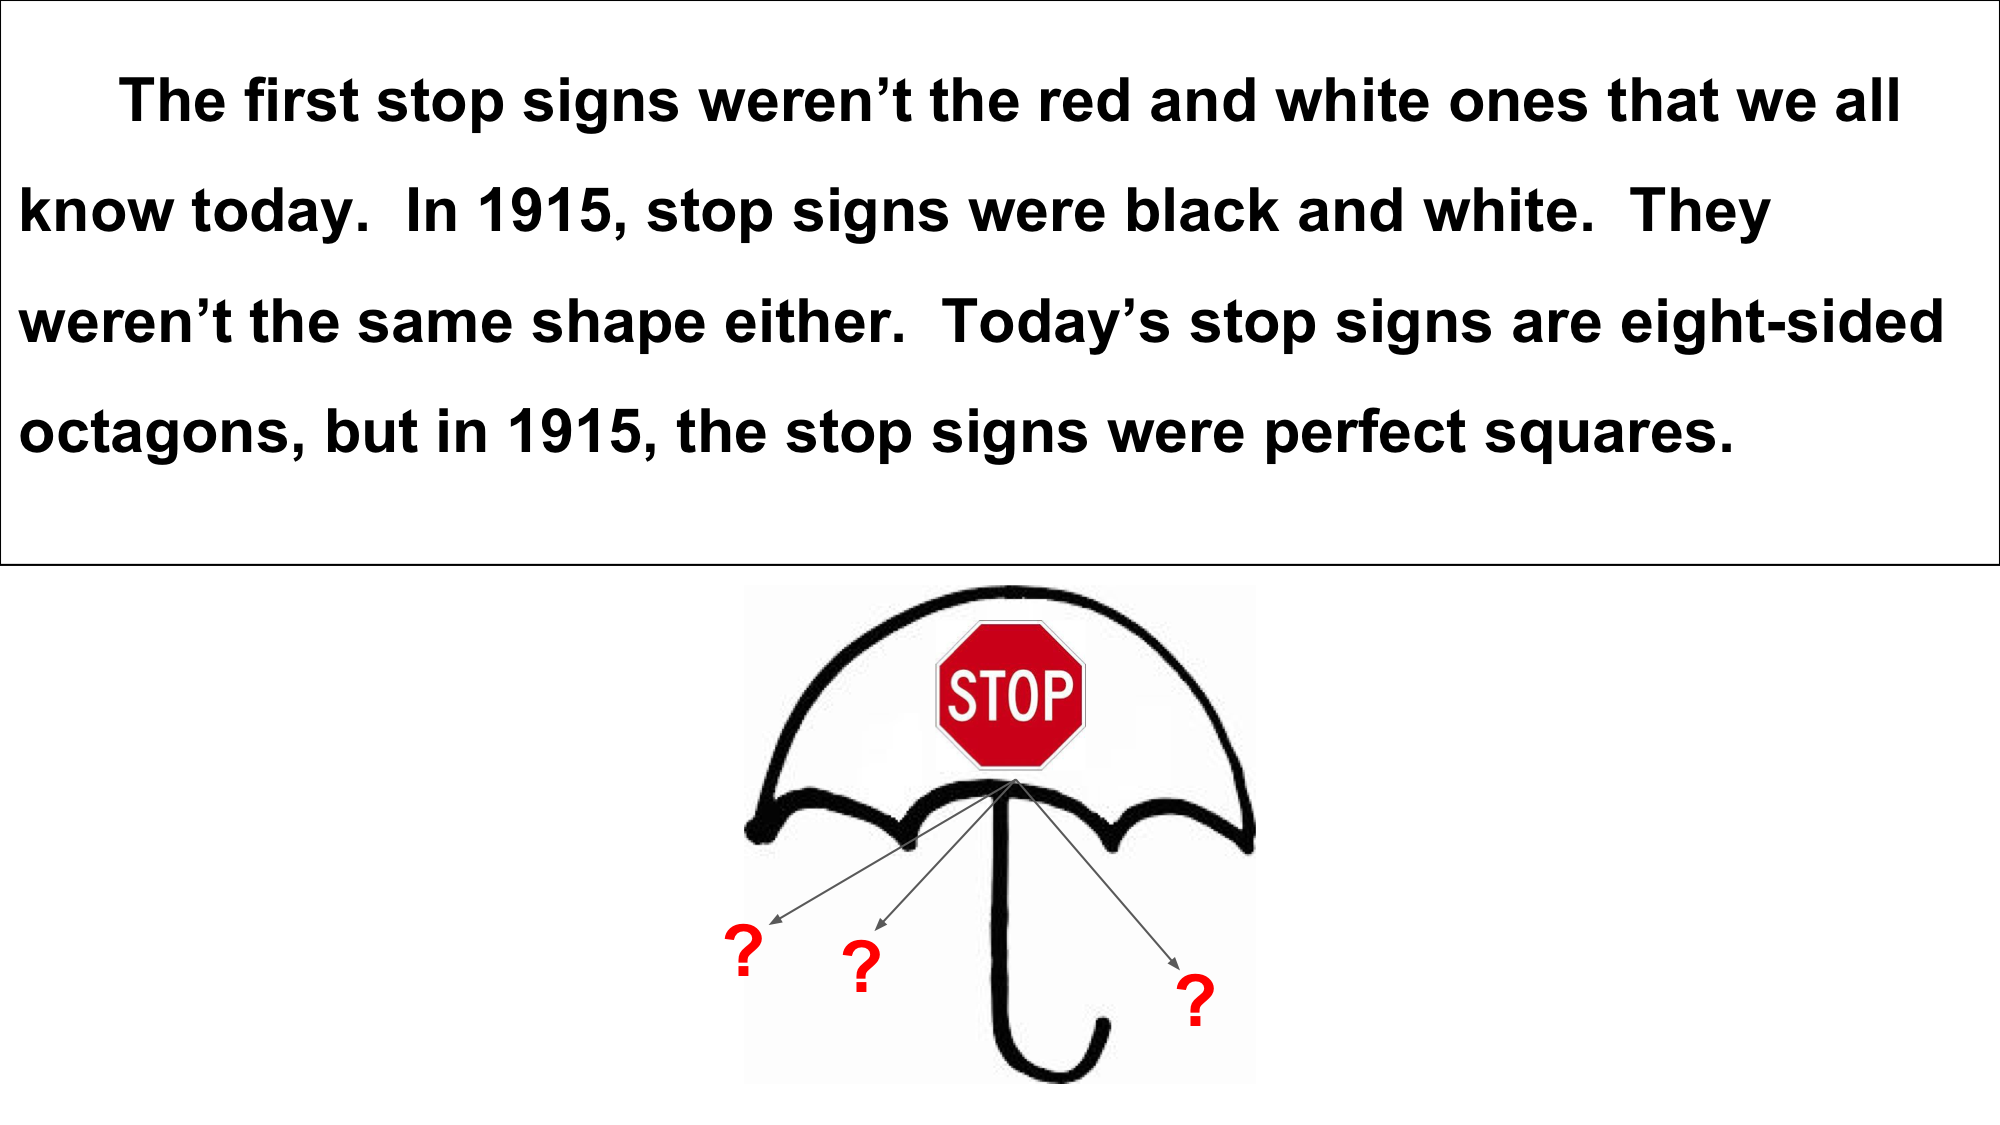 The first stop signs weren’t the red and white ones that we all
know today.  In 1915, stop signs were black and white.  They
weren’t the same shape either.  Today’s stop signs are eight-sided
octagons, but in 1915, the stop signs were perfect squares.
STOP
? ? ?